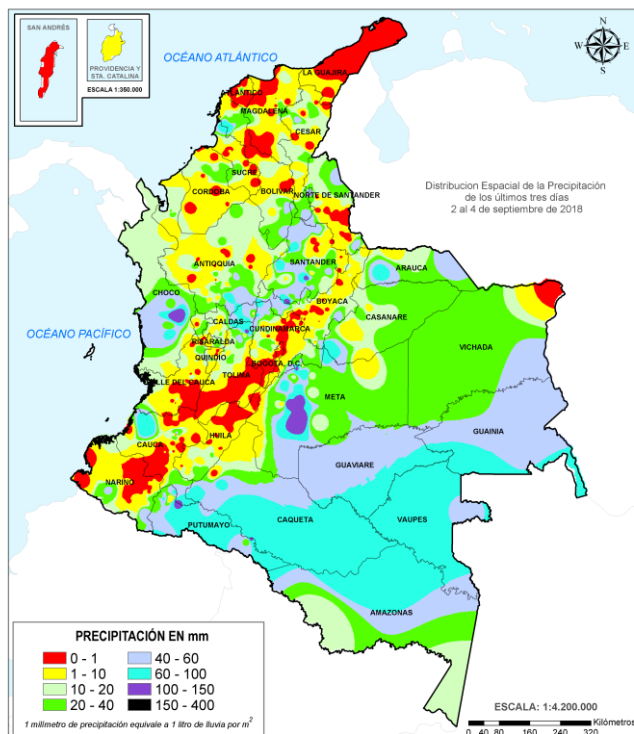 SAN ANDRÉS
PROVIDENCIA Y
STA. CATALINA
ESCALA 1:350.000
OCÉANO ATLÁNTICO
N
W
E
S
LA GUAJIRA
ATLÁNTICO
MAGDALENA
CESAR
SUCRE
CORDOBA
BOLIVAR
NORTE DE SANTANDER
Distribucion Espacial de la Precipitación
de los últimos tres días
2 al 4 de septiembre de 2018
ANTIOQUIA
SANTANDER
ARAUCA
CHOCO
BOYACA
CASANARE
OCÉANO PACÍFICO
CALDAS
CUNDINAMARCA
RISARALDA
VICHADA
QUINDIO
BOGOTA, D.C.
TOLIMA
VALLE DEL CAUCA
META
GUAINIA
CAUCA
HUILA
GUAVIARE
NARIÑO
PUTUMAYO
CAQUETA
VAUPES
AMAZONAS
PRECIPITACIÓN EN mm
0 - 1
40 - 60
1 - 10
60 - 100
10 - 20
100 - 150
20 - 40
150 - 400
1 milímetro de precipitación equivale a 1 litro de lluvia por m²
ESCALA: 1:4.200.000
Kilómetros
0 40 80 160 240 320